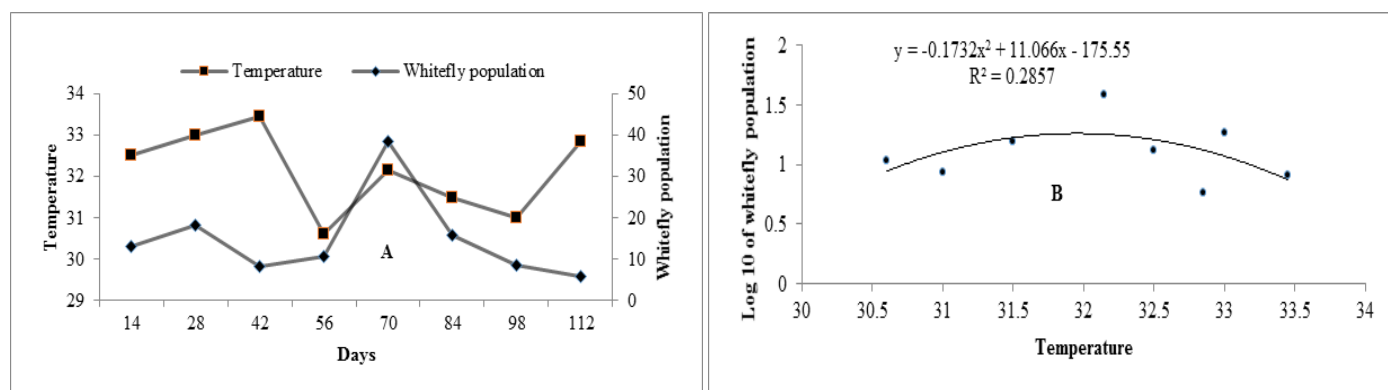 Temperature Whitefly population
34
33
32
31
30
29
Temperature
50
40
30
20
10
0
Whitefly population
A
14 28 42 56 70 84 98 112
Days
y = -0.1732x² + 11.066x - 175.55
R² = 0.2857
2
1.5
1
0.5
0
Log 10 of whitefly population
B
30 30.5 31 31.5 32 32.5 33 33.5 34
Temperature